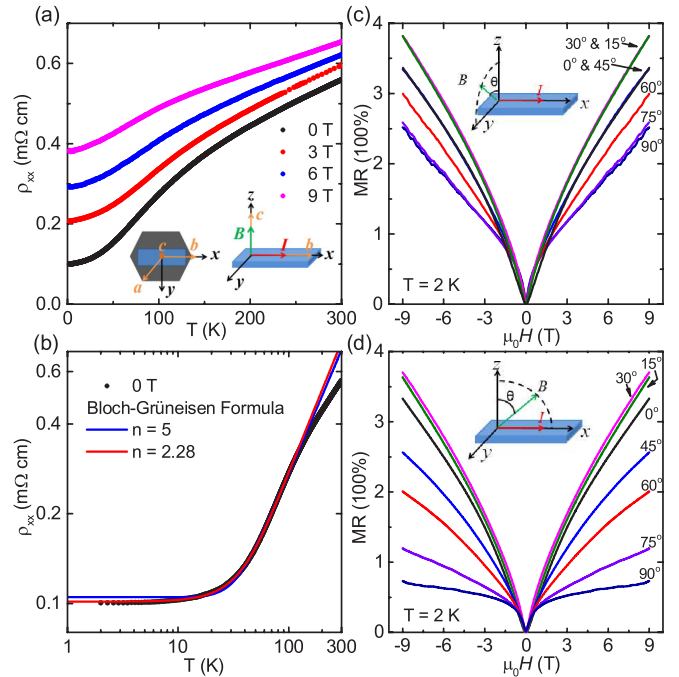 (a)
ρxx (mΩ cm)
0.6
0.4
0.2
0.0
0 T
3 T
6 T
9 T
z
c
B
I
b
x
y
c
b
x
a
y
0
100
200
300
T (K)
(b)
ρxx (mΩ cm)
0.6
0.4
0.2
0.1
0 T
Bloch-Grüneisen Formula
n = 5
n = 2.28
1
10
100
300
T (K)
(c)
MR (100%)
4
3
2
1
0
z
B
θ
I
x
y
30° & 15°
0° & 45°
60°
75°
90°
T = 2 K
-9 -6 -3 0 3 6 9
μ0H (T)
(d)
MR (100%)
4
3
2
1
0
z
θ
B
I
x
y
15°
30°
0°
45°
60°
75°
90°
T = 2 K
-9 -6 -3 0 3 6 9
μ0H (T)